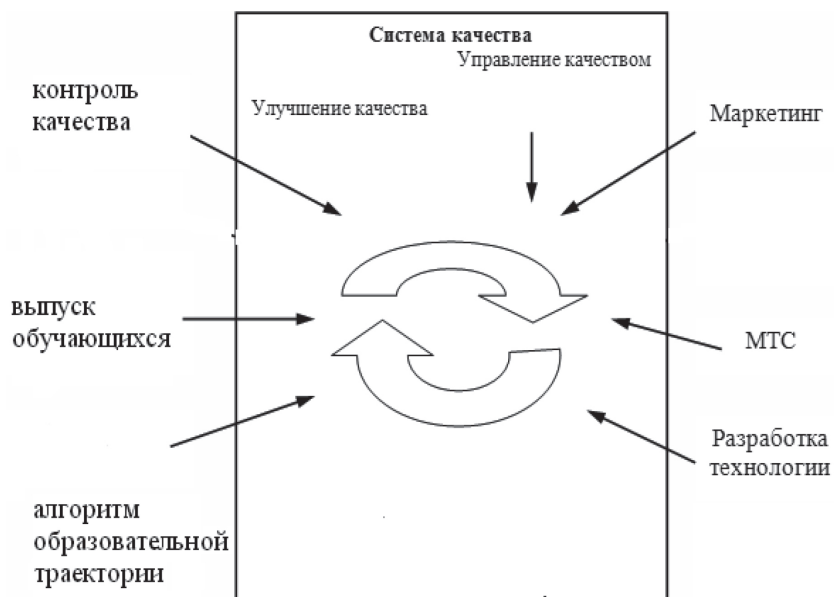 Система качества
Управление качеством
Улучшение качества
контроль
качества
Маркетинг
выпуск
обучающихся
МТС
Разработка
технологии
алгоритм
образовательной
траектории